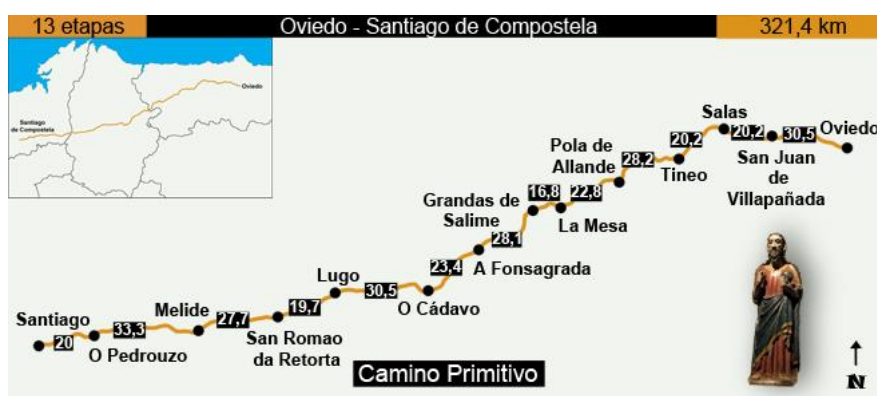 13 etapas
Oviedo - Santiago de Compostela
321,4 km
Oviedo
Santiago
de Compostela
Salas
20,2
20,2
30,5
Oviedo
Pola de
Allande
28,2
Tineo
San Juan
de
Villapañada
Grandas de
Salime
16,8
22,8
La Mesa
28,1
A Fonsagrada
23,4
Lugo
30,5
O Cádavo
Melide
27,7
19,7
San Romao
da Retorta
Santiago
20
33,3
O Pedrouzo
Camino Primitivo
N